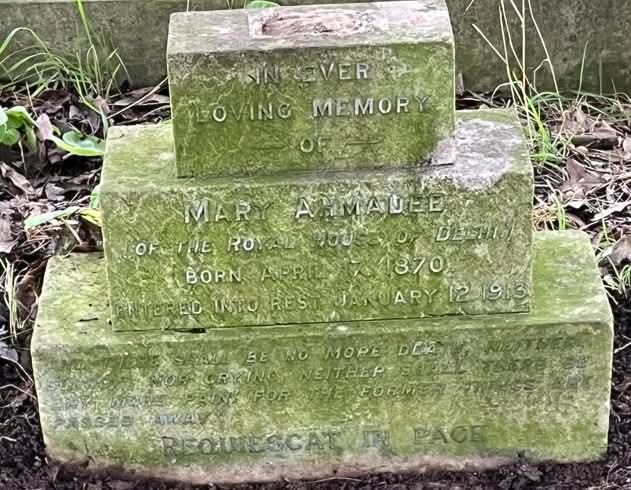 IN EVER
LOVING MEMORY
OF
MARY AHMADEE
(OF THE ROYAL HOUSE OF DELHI)
BORN APRIL 7. 1870.
ENTERED INTO REST JANUARY 12 1913
AND THERE SHALL BE NO MORE DEATH, NEITHER
SORROW NOR CRYING NEITHER SHALL THERE BE
ANY MORE PAIN: FOR THE FORMER THINGS ARE
PASSED AWAY
REQUIESCAT IN PACE